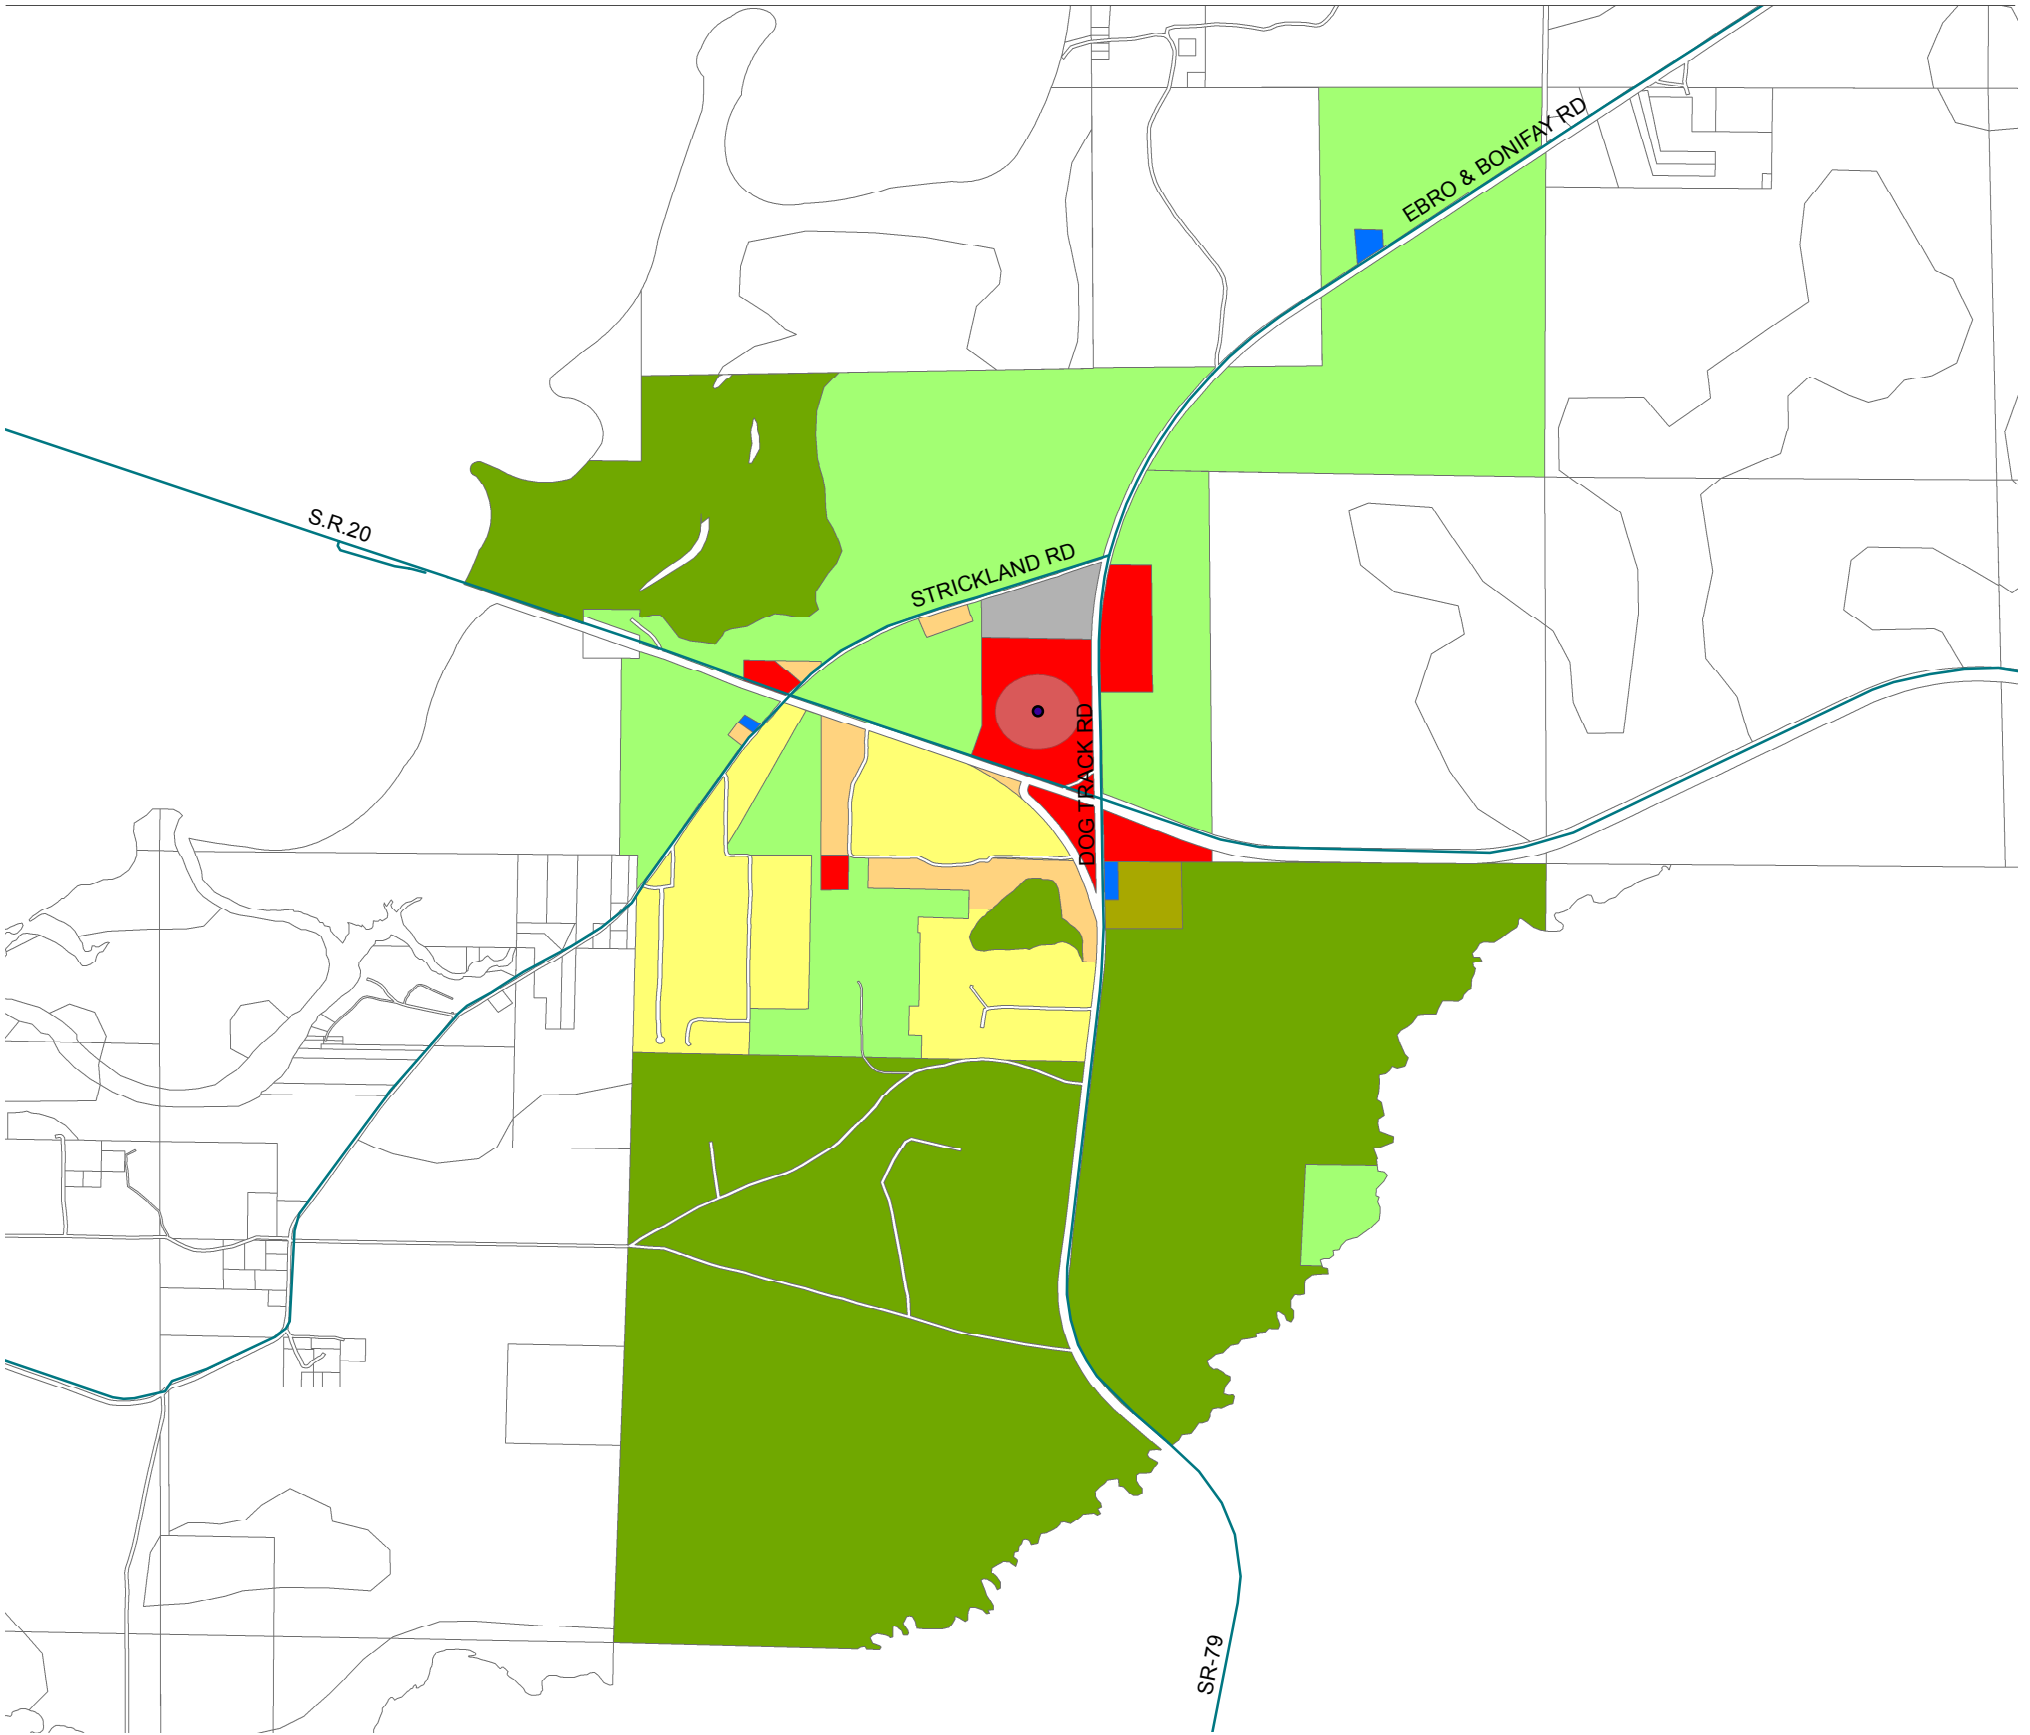 EBRO & BONIFAY RD
S.R.20
STRICKLAND RD
DOG TRACK RD
SR-79